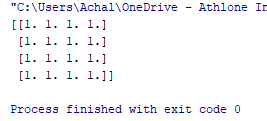 "C:\Users\Achal\OneDrive - Athlone In
[[1. 1. 1. 1.]
[1. 1. 1. 1.]
[1. 1. 1. 1.]
[1. 1. 1. 1.]]
Process finished with exit code 0